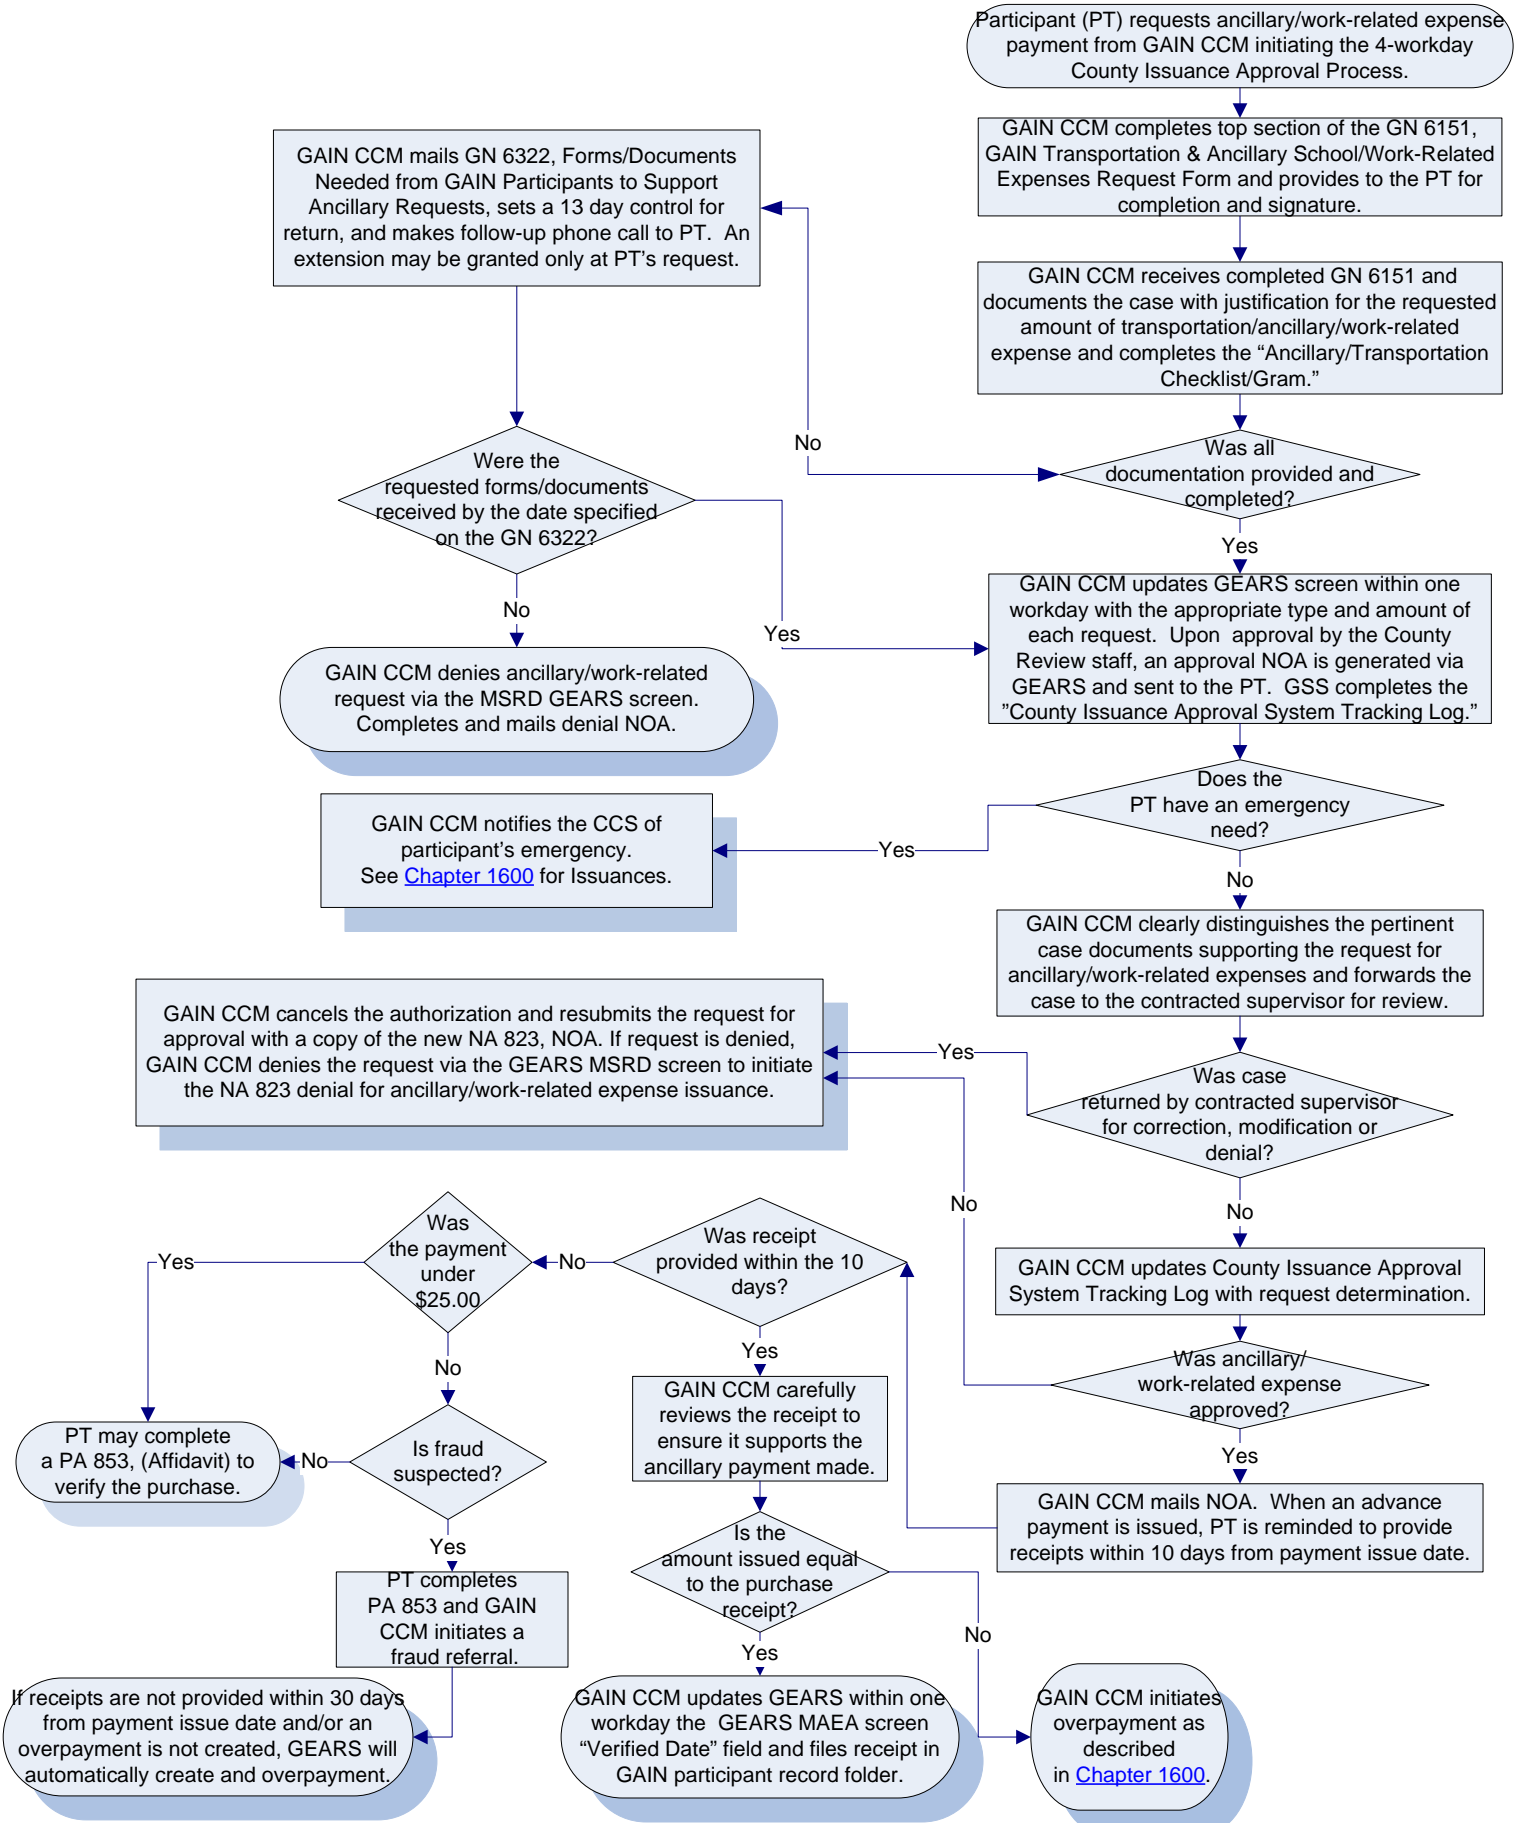 Participant (PT) requests ancillary/work-related expense
payment from GAIN CCM initiating the 4-workday
County Issuance Approval Process.
GAIN CCM completes top section of the GN 6151,
GAIN Transportation & Ancillary School/Work-Related
Expenses Request Form and provides to the PT for
completion and signature.
GAIN CCM receives completed GN 6151 and
documents the case with justification for the requested
amount of transportation/ancillary/work-related
expense and completes the “Ancillary/Transportation
Checklist/Gram.”
Was all
documentation provided and
completed?
No
Yes
GAIN CCM mails GN 6322, Forms/Documents
Needed from GAIN Participants to Support
Ancillary Requests, sets a 13 day control for
return, and makes follow-up phone call to PT.  An
extension may be granted only at PT’s request.
Were the
requested forms/documents
received by the date specified
on the GN 6322?
No
Yes
GAIN CCM denies ancillary/work-related
request via the MSRD GEARS screen.
Completes and mails denial NOA.
GAIN CCM updates GEARS screen within one
workday with the appropriate type and amount of
each request.  Upon  approval by the County
Review staff, an approval NOA is generated via
GEARS and sent to the PT.  GSS completes the
”County Issuance Approval System Tracking Log.”
Does the
PT have an emergency
need?
Yes
No
GAIN CCM notifies the CCS of
participant’s emergency.
See Chapter 1600 for Issuances.
GAIN CCM clearly distinguishes the pertinent
case documents supporting the request for
ancillary/work-related expenses and forwards the
case to the contracted supervisor for review.
Was case
returned by contracted supervisor
for correction, modification or
denial?
Yes
No
GAIN CCM cancels the authorization and resubmits the request for
approval with a copy of the new NA 823, NOA. If request is denied,
GAIN CCM denies the request via the GEARS MSRD screen to initiate
the NA 823 denial for ancillary/work-related expense issuance.
GAIN CCM updates County Issuance Approval
System Tracking Log with request determination.
Was ancillary/
work-related expense
approved?
No
Yes
GAIN CCM mails NOA.  When an advance
payment is issued, PT is reminded to provide
receipts within 10 days from payment issue date.
Was receipt
provided within the 10
days?
No
Yes
Was
the payment
under
$25.00
Yes
No
Is fraud
suspected?
No
Yes
PT may complete
a PA 853, (Affidavit) to
verify the purchase.
PT completes
PA 853 and GAIN
CCM initiates a
fraud referral.
If receipts are not provided within 30 days
from payment issue date and/or an
overpayment is not created, GEARS will
automatically create and overpayment.
GAIN CCM carefully
reviews the receipt to
ensure it supports the
ancillary payment made.
Is the
amount issued equal
to the purchase
receipt?
Yes
No
GAIN CCM updates GEARS within one
workday the  GEARS MAEA screen
“Verified Date” field and files receipt in
GAIN participant record folder.
GAIN CCM initiates
overpayment as
described
in Chapter 1600.